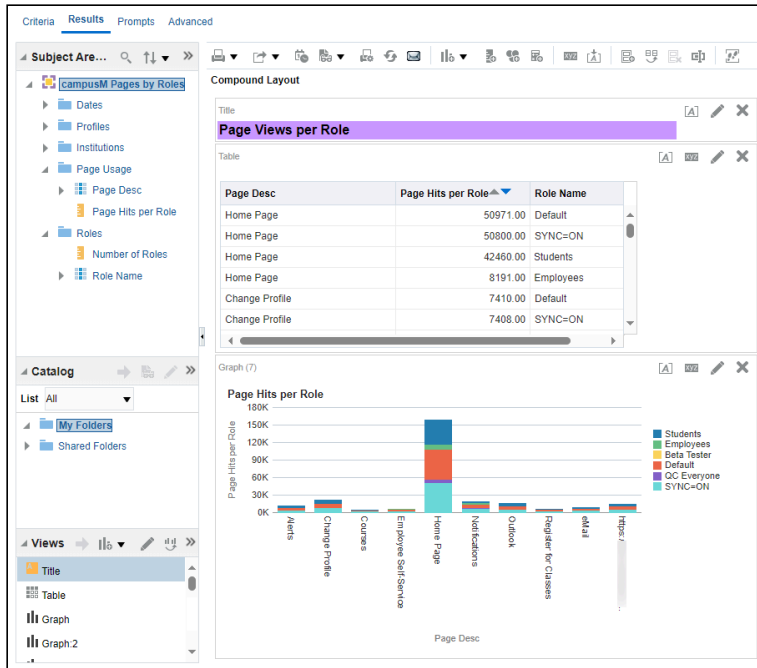 Criteria Results Prompts Advanced
Subject Are...
campusM Pages by Roles
Dates
Profiles
Institutions
Page Usage
Page Desc
Page Hits per Role
Roles
Number of Roles
Role Name
Catalog
List All
My Folders
Shared Folders
Views
Title
Table
Graph
Graph:2
Compound Layout
Title
Page Views per Role
Table
Page Desc Page Hits per Role Role Name
Home Page 50971.00 Default
Home Page 50800.00 SYNC=ON
Home Page 42460.00 Students
Home Page 8191.00 Employees
Change Profile 7410.00 Default
Change Profile 7408.00 SYNC=ON
Graph (7)
Page Hits per Role
Page Hits per Role
180K
150K
120K
90K
60K
30K
0K
Alerts
Change Profile
Courses
Employee Self-Service
Home Page
Notifications
Outlook
Register for Classes
eMail
https:/
Page Desc
Students
Employees
Beta Tester
Default
QC Everyone
SYNC=ON